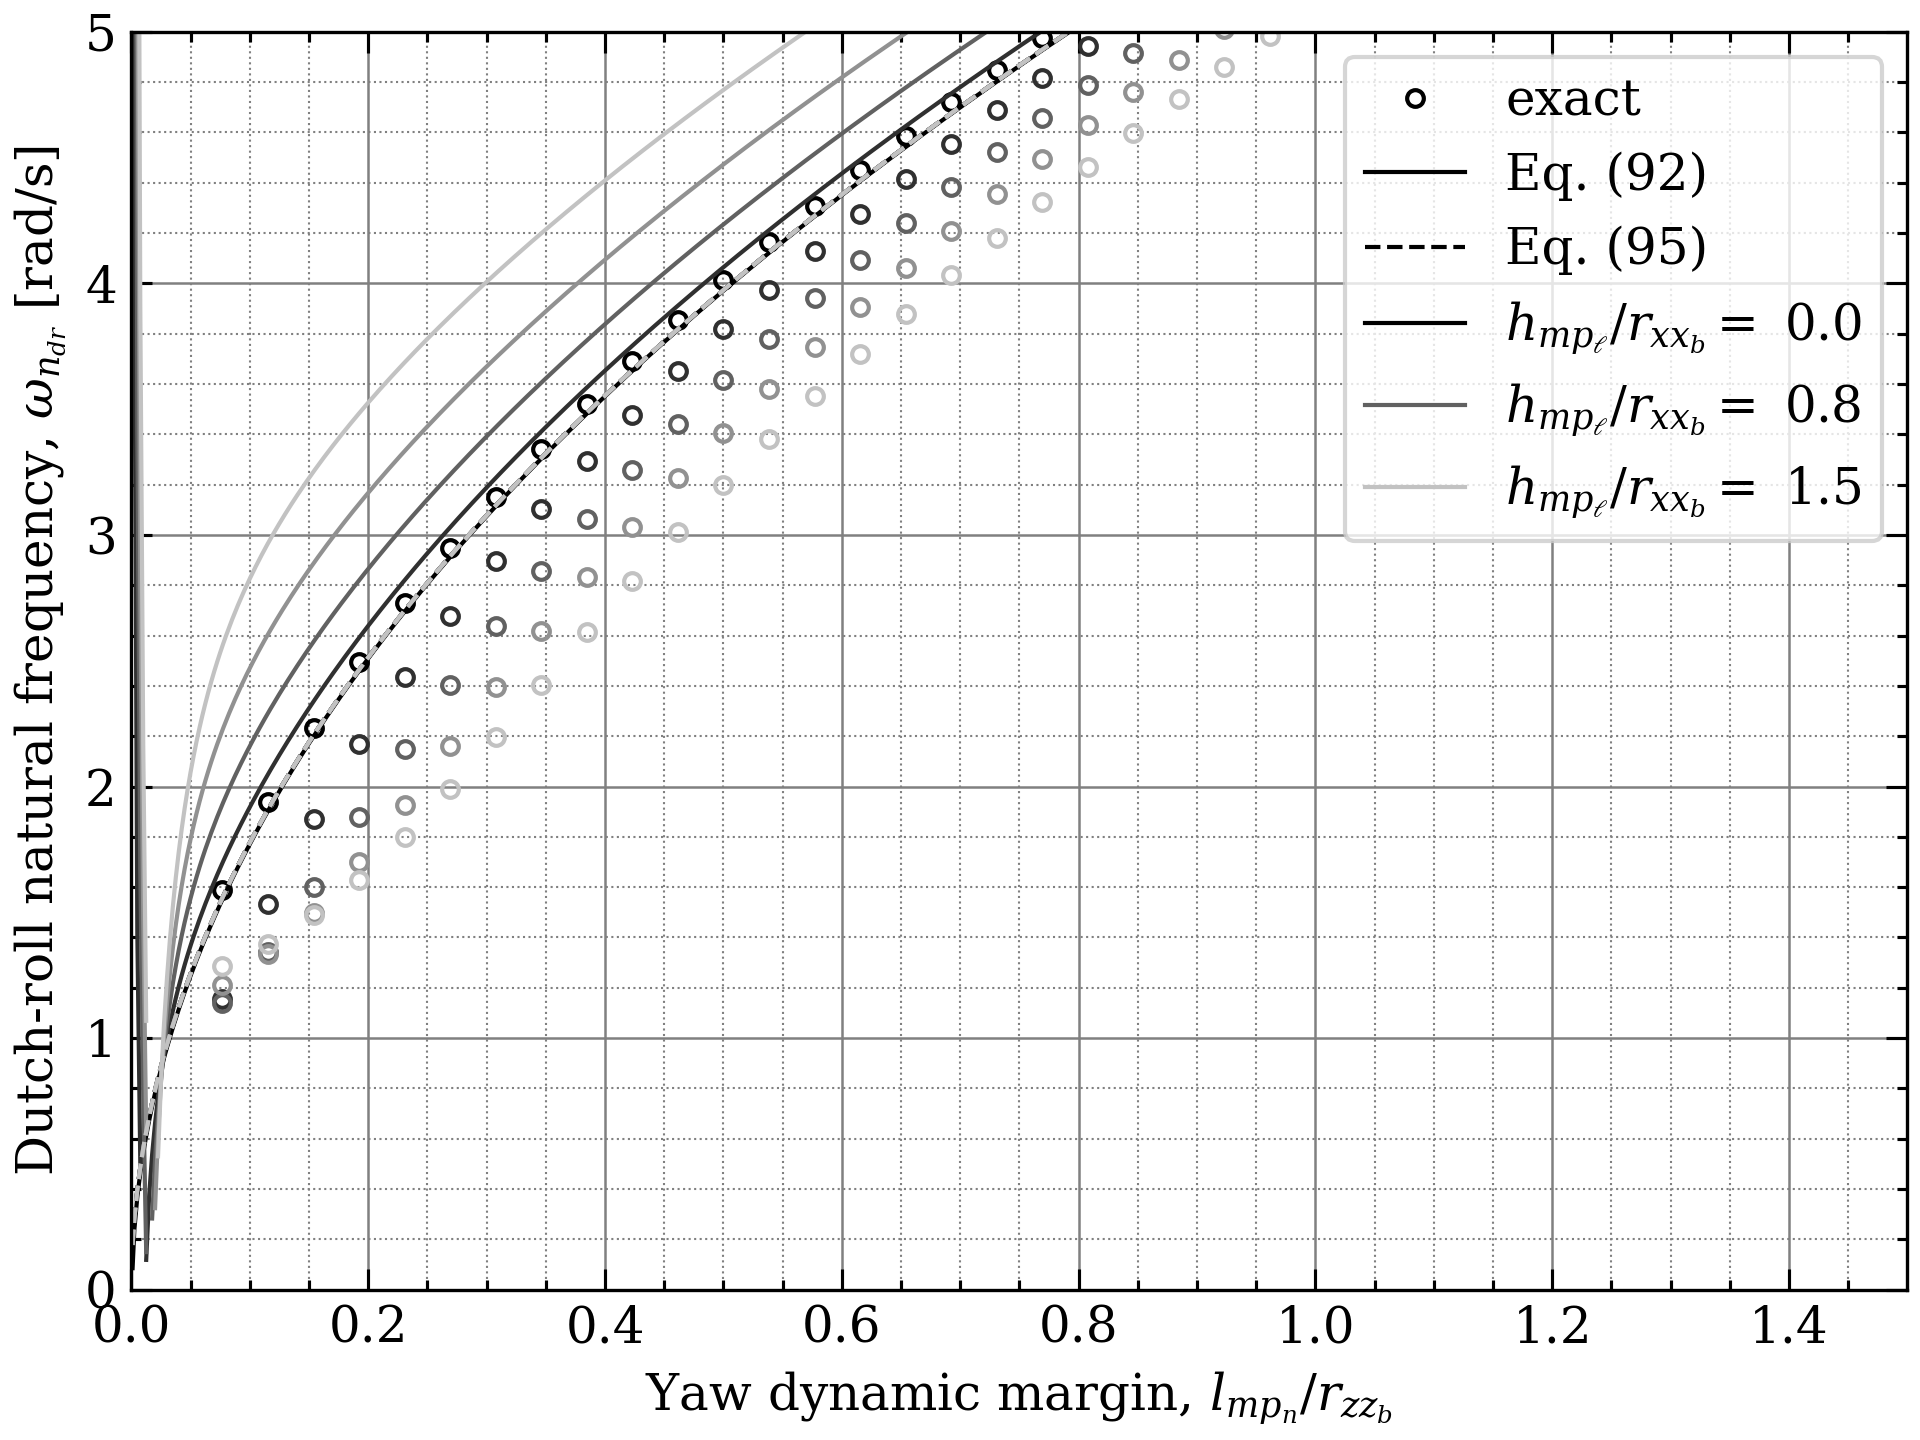 Dutch-roll natural frequency, ω_{n_{dr}} [rad/s]
5
4
3
2
1
0
0.0 0.2 0.4 0.6 0.8 1.0 1.2 1.4
Yaw dynamic margin, l_{mp_n}/r_{zz_b}
exact
Eq. (92)
Eq. (95)
h_{mp_ℓ}/r_{xx_b} = 0.0
h_{mp_ℓ}/r_{xx_b} = 0.8
h_{mp_ℓ}/r_{xx_b} = 1.5